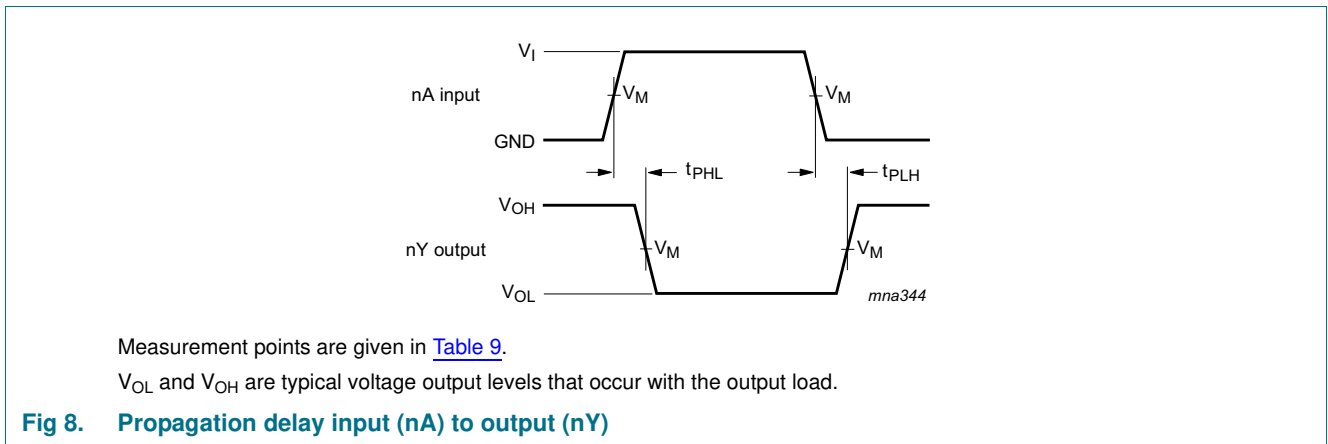 VI
nA input
VM
VM
GND
tPHL
tPLH
VOH
nY output
VM
VM
VOL
mna344
Measurement points are given in Table 9.
VOL and VOH are typical voltage output levels that occur with the output load.
Fig 8. Propagation delay input (nA) to output (nY)